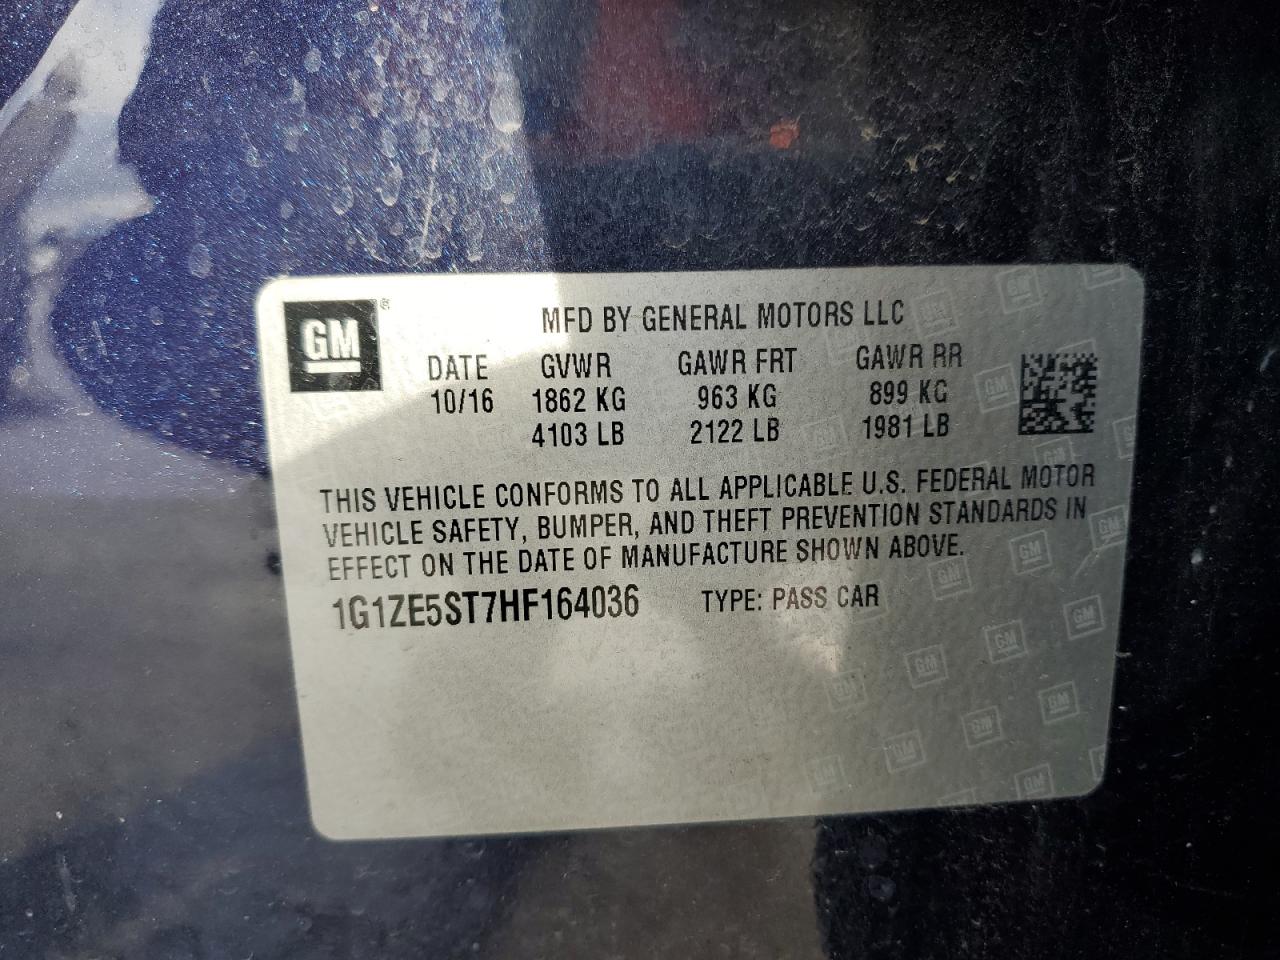 GM ®
MFD BY GENERAL MOTORS LLC
DATE GVWR GAWR FRT GAWR RR
10/16 1862 KG 963 KG 899 KG
4103 LB 2122 LB 1981 LB
THIS VEHICLE CONFORMS TO ALL APPLICABLE U.S. FEDERAL MOTOR
VEHICLE SAFETY, BUMPER, AND THEFT PREVENTION STANDARDS IN
EFFECT ON THE DATE OF MANUFACTURE SHOWN ABOVE.
1G1ZE5ST7HF164036 TYPE: PASS CAR